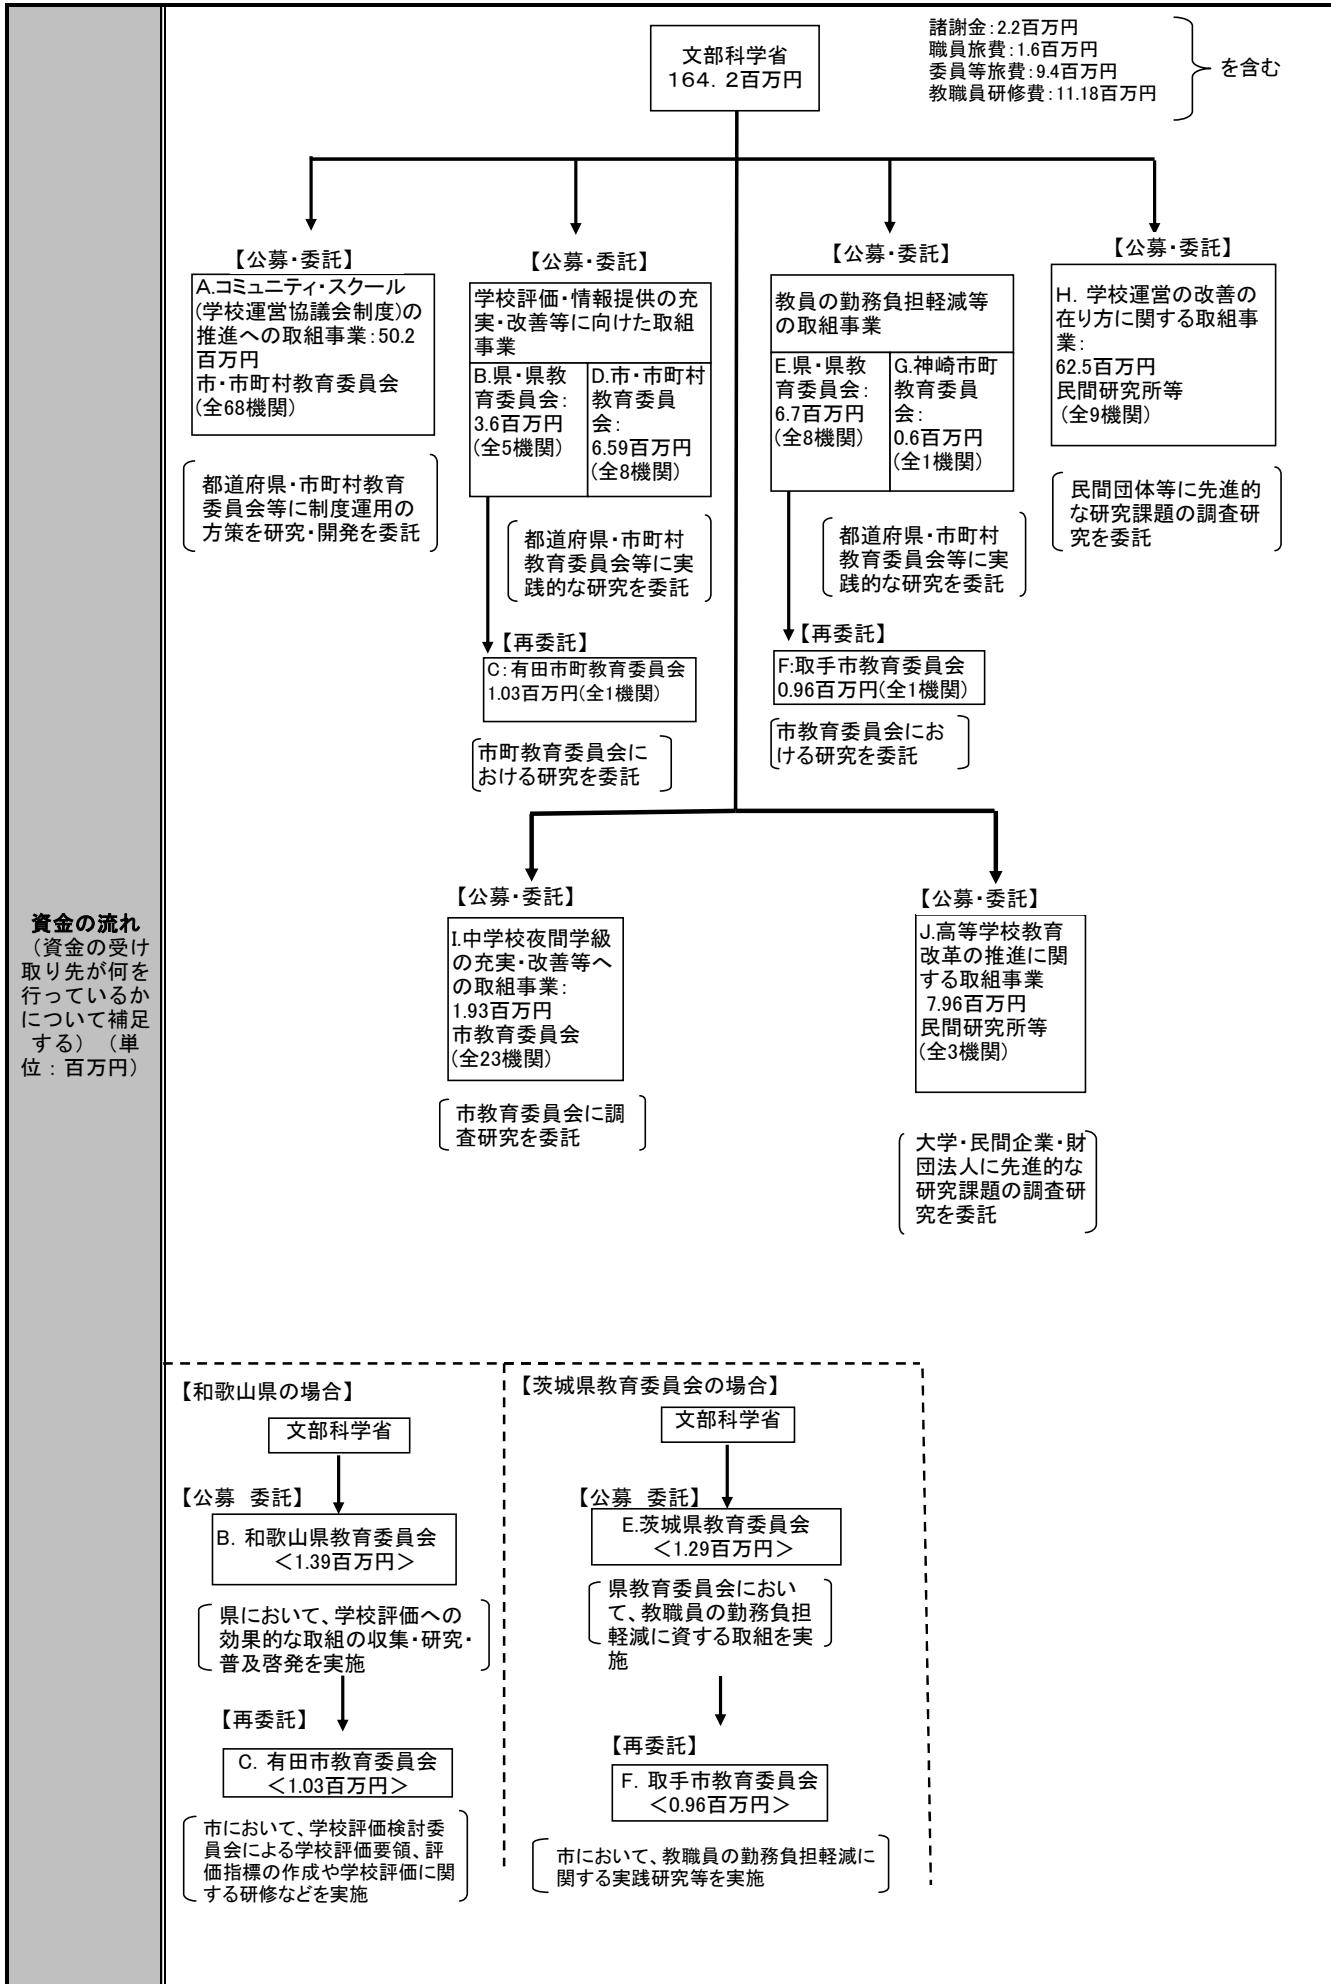 資金の流れ
（資金の受け
取り先が何を
行っているか
について補足
する）（単
位：百万円）
文部科学省
164．2百万円
諸謝金：2.2百万円
職員旅費：1.6百万円
委員等旅費：9.4百万円
教職員研修費：11.18百万円
を含む
【公募・委託】
A.コミュニティ・スクール
(学校運営協議会制度)の
推進への取組事業：50.2
百万円
市・市町村教育委員会
(全68機関)
都道府県・市町村教育
委員会等に制度運用の
方策を研究・開発を委託
【公募・委託】
学校評価・情報提供の充
実・改善等に向けた取組
事業
B.県・県教
育委員会：
3.6百万円
(全5機関)
D.市・市町村
教育委員
会：
6.59百万円
(全8機関)
都道府県・市町村
教育委員会等に実
践的な研究を委託
【再委託】
C：有田市町教育委員会
1.03百万円(全1機関)
市町教育委員会に
おける研究を委託
【公募・委託】
教員の勤務負担軽減等
の取組事業
E.県・県教
育委員会：
6.7百万円
(全8機関)
G.神崎市町
教育委員
会：
0.6百万円
(全1機関)
都道府県・市町村
教育委員会等に実
践的な研究を委託
【再委託】
F：取手市教育委員会
0.96百万円(全1機関)
市教育委員会にお
ける研究を委託
【公募・委託】
H．学校運営の改善の
在り方に関する取組事
業：
62.5百万円
民間研究所等
(全9機関)
民間団体等に先進的
な研究課題の調査研
究を委託
【公募・委託】
I.中学校夜間学級
の充実・改善等へ
の取組事業：
1.93百万円
市教育委員会
(全23機関)
市教育委員会に調
査研究を委託
【公募・委託】
J.高等学校教育
改革の推進に関
する取組事業
7.96百万円
民間研究所等
(全3機関)
大学・民間企業・財
団法人に先進的な
研究課題の調査研
究を委託
【和歌山県の場合】
文部科学省
【公募　委託】
B．和歌山県教育委員会
＜1.39百万円＞
県において、学校評価への
効果的な取組の収集・研究・
普及啓発を実施
【再委託】
C．有田市教育委員会
＜1.03百万円＞
市において、学校評価検討委
員会による学校評価要領、評
価指標の作成や学校評価に関
する研修などを実施
【茨城県教育委員会の場合】
文部科学省
【公募　委託】
E.茨城県教育委員会
＜1.29百万円＞
県教育委員会におい
て、教職員の勤務負担
軽減に資する取組を実
施
【再委託】
F．取手市教育委員会
＜0.96百万円＞
市において、教職員の勤務負担軽減に
関する実践研究等を実施